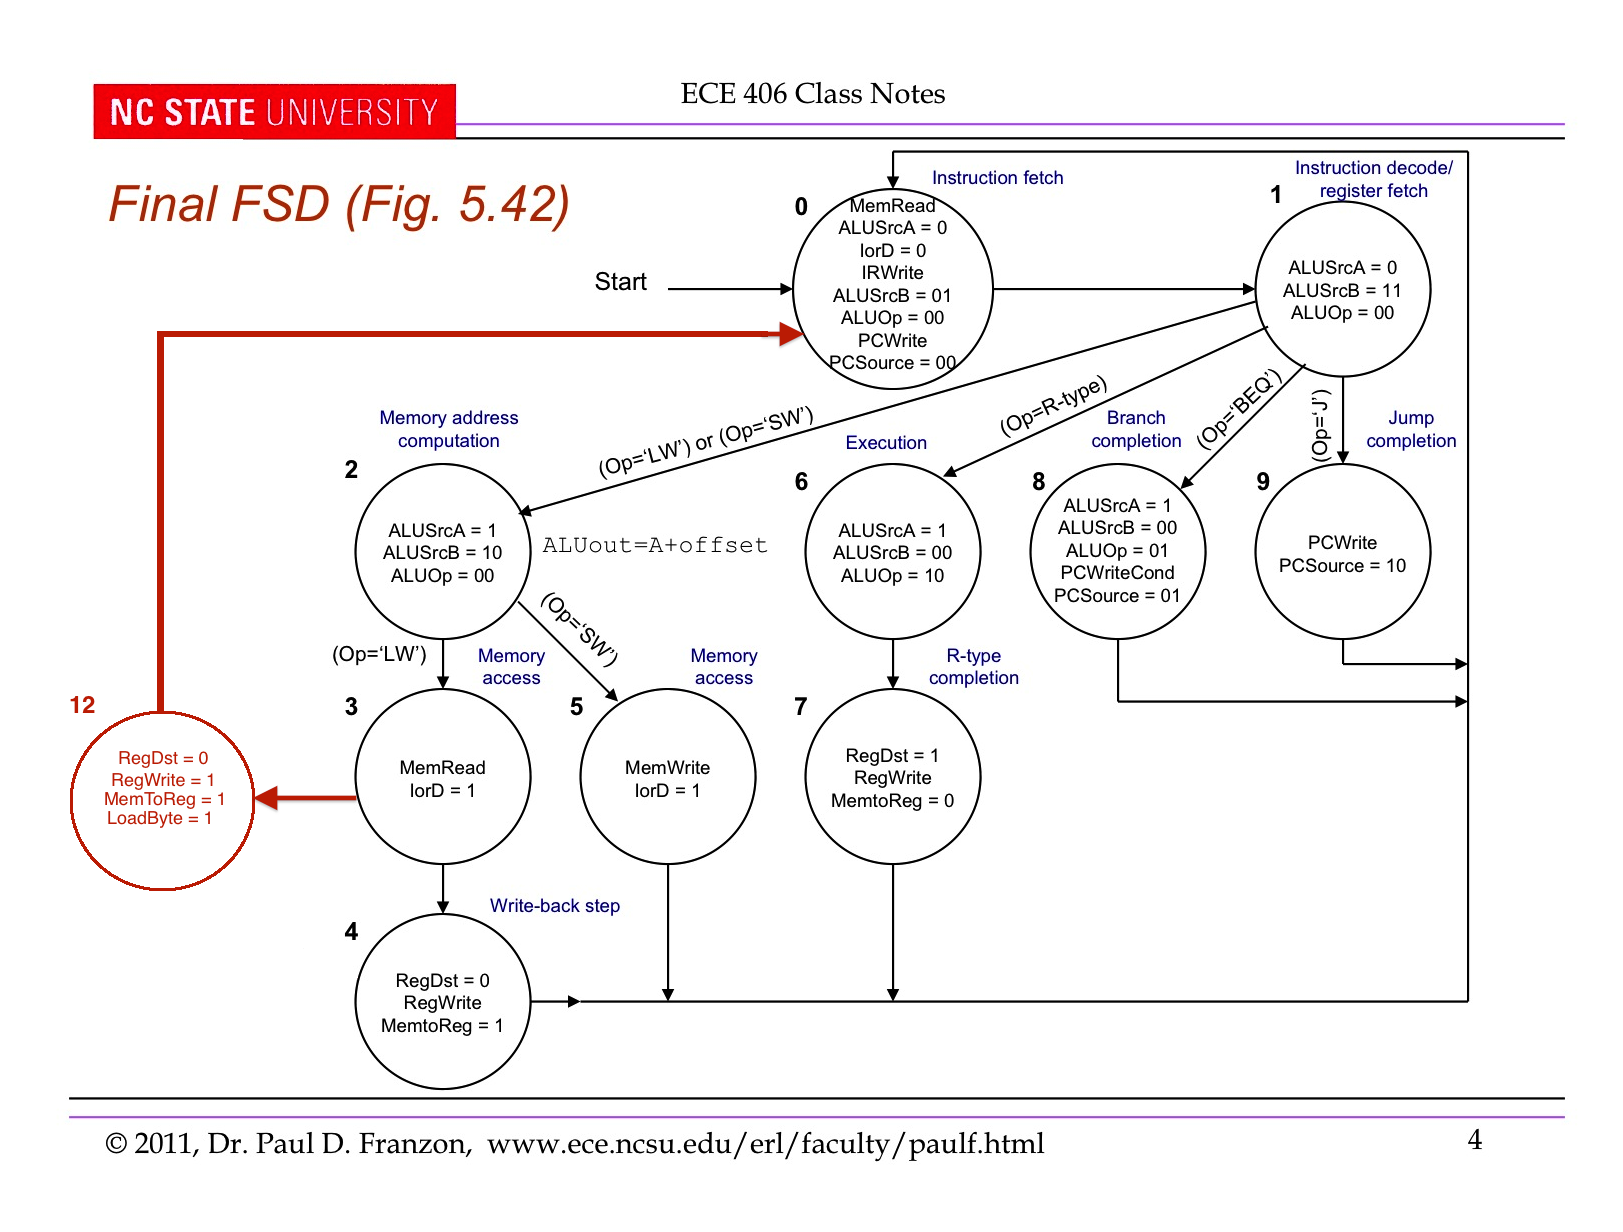 NC STATE UNIVERSITY
ECE 406 Class Notes
Final FSD (Fig. 5.42)
Start
0
Instruction fetch
MemRead
ALUSrcA = 0
IorD = 0
IRWrite
ALUSrcB = 01
ALUOp = 00
PCWrite
PCSource = 00
1
Instruction decode/
register fetch
ALUSrcA = 0
ALUSrcB = 11
ALUOp = 00
(Op=‘LW’) or (Op=‘SW’)
(Op=R-type)
(Op=‘BEQ’)
(Op=‘J’)
Memory address
computation
2
ALUSrcA = 1
ALUSrcB = 10
ALUOp = 00
ALUout=A+offset
Execution
6
ALUSrcA = 1
ALUSrcB = 00
ALUOp = 10
Branch
completion
8
ALUSrcA = 1
ALUSrcB = 00
ALUOp = 01
PCWriteCond
PCSource = 01
Jump
completion
9
PCWrite
PCSource = 10
(Op=‘LW’)
(Op=‘SW’)
12
RegDst = 0
RegWrite = 1
MemToReg = 1
LoadByte = 1
Memory
access
3
MemRead
IorD = 1
Memory
access
5
MemWrite
IorD = 1
R-type
completion
7
RegDst = 1
RegWrite
MemtoReg = 0
Write-back step
4
RegDst = 0
RegWrite
MemtoReg = 1
© 2011, Dr. Paul D. Franzon, www.ece.ncsu.edu/erl/faculty/paulf.html
4